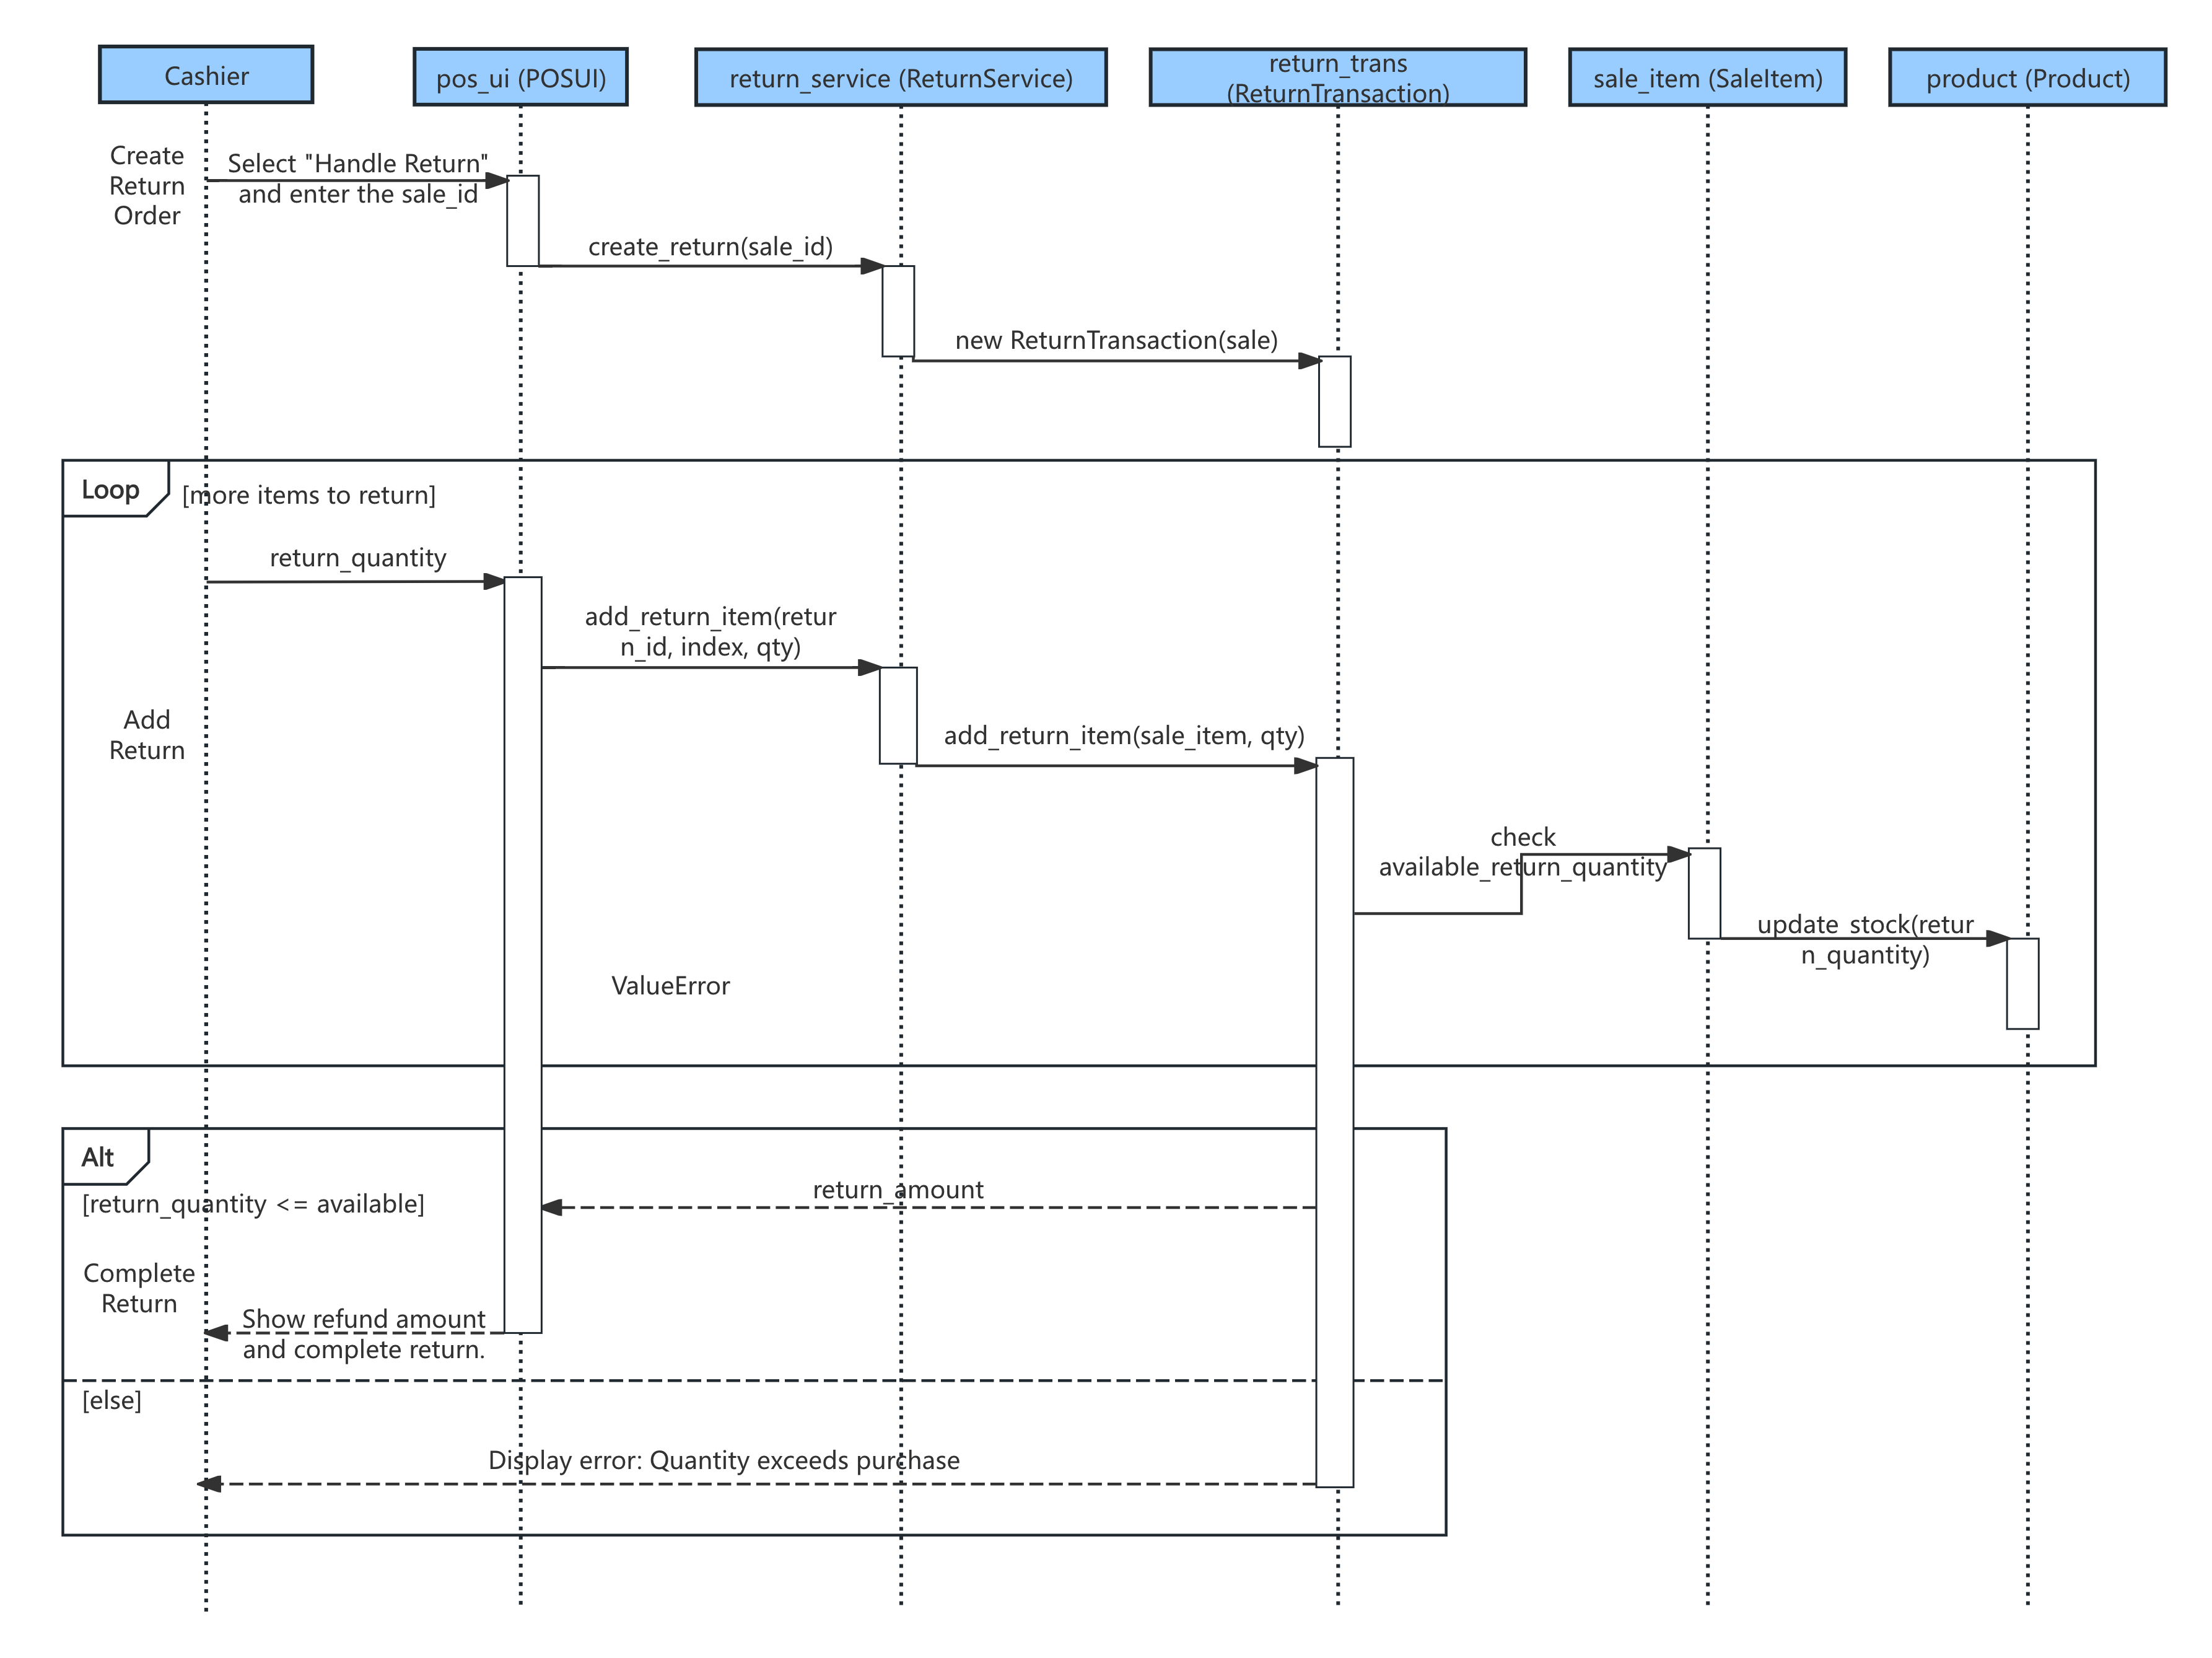 Cashier
pos_ui (POSUI)
return_service (ReturnService)
return_trans
(ReturnTransaction)
sale_item (SaleItem)
product (Product)
Create
Return
Order
Select "Handle Return"
and enter the sale_id
create_return(sale_id)
new ReturnTransaction(sale)
Loop
[more items to return]
return_quantity
add_return_item(retur
n_id, index, qty)
Add
Return
add_return_item(sale_item, qty)
check
available_return_quantity
update_stock(retur
n_quantity)
ValueError
Alt
[return_quantity <= available]
return_amount
Complete
Return
Show refund amount
and complete return.
[else]
Display error: Quantity exceeds purchase